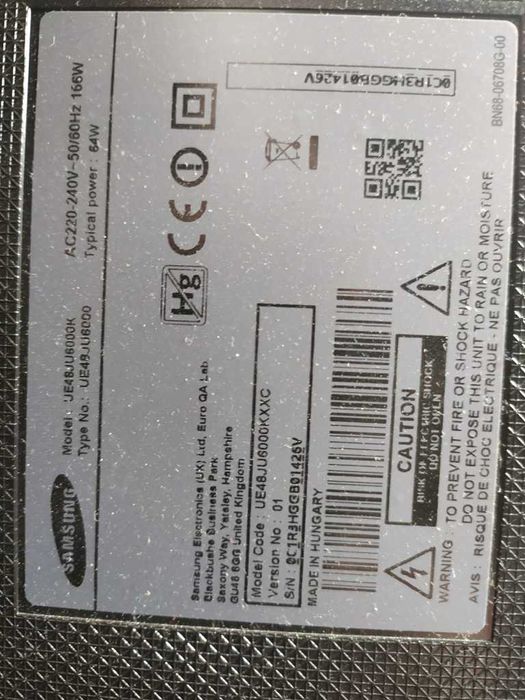 SAMSUNG
Model : UE48JU6000K
Type No.: UE48JU6000
AC220-240V~50/60Hz 166W
Typical power : 64W
Samsung Electronics (UK) Ltd, Euro QA Lab.
Blackbushe Business Park
Saxony Way, Yateley, Hampshire
GU46 6GG United Kingdom
Hg
CE
0C1R3HGGB01426V
Model Code : UE48JU6000KXXC
Version No. : 01
S/N : 0C1R3HGGB01426V
MADE IN HUNGARY
CAUTION
RISK OF ELECTRIC SHOCK
DO NOT OPEN
WARNING : TO PREVENT FIRE OR SHOCK HAZARD
DO NOT EXPOSE THIS UNIT TO RAIN OR MOISTURE
AVIS : RISQUE DE CHOC ELECTRIQUE - NE PAS OUVRIR
BN68-06708G-00